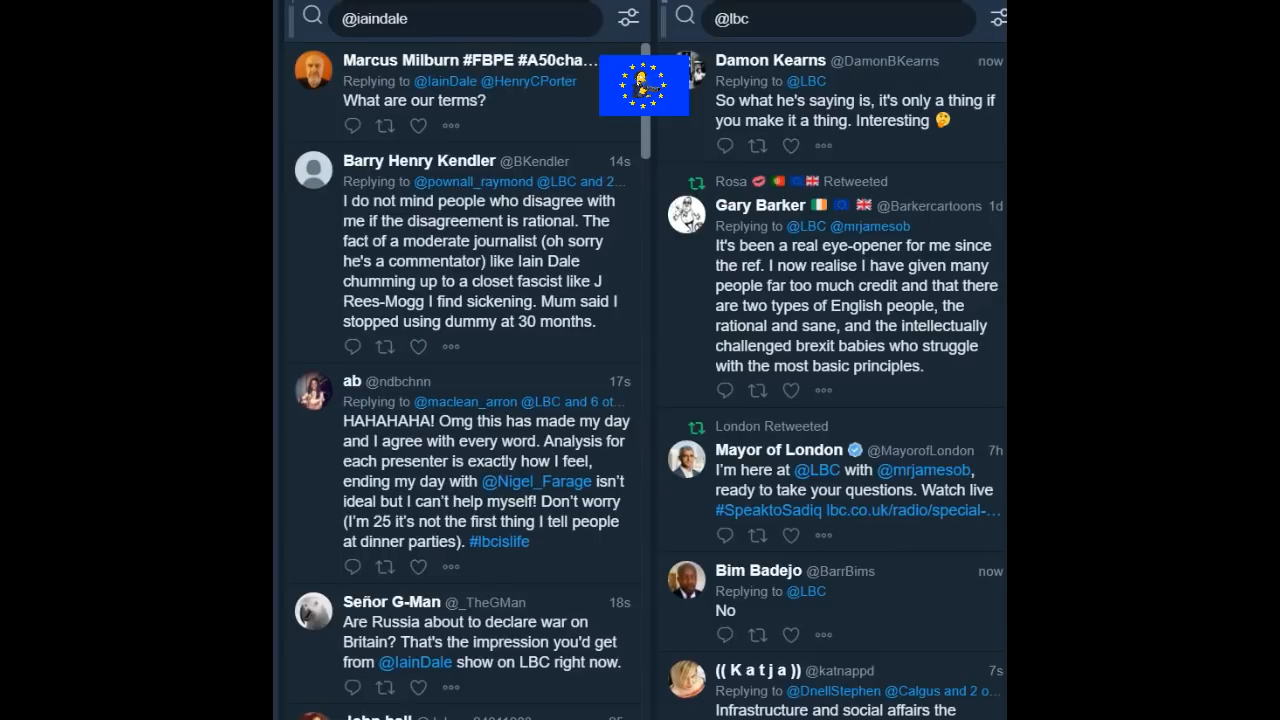 @iaindale
Marcus Milburn #FBPE #A50cha...
Replying to @IainDale @HenryCPorter
What are our terms?
Barry Henry Kendler @BKendler 14s
Replying to @pownall_raymond @LBC and 2...
I do not mind people who disagree with
me if the disagreement is rational. The
fact of a moderate journalist (oh sorry
he's a commentator) like Iain Dale
chumming up to a closet fascist like J
Rees-Mogg I find sickening. Mum said I
stopped using dummy at 30 months.
ab @ndbchnn 17s
Replying to @maclean_arron @LBC and 6 ot...
HAHAHAHA! Omg this has made my day
and I agree with every word. Analysis for
each presenter is exactly how I feel,
ending my day with @Nigel_Farage isn't
ideal but I can't help myself! Don't worry
(I'm 25 it's not the first thing I tell people
at dinner parties). #lbcislife
Señor G-Man @_TheGMan 18s
Are Russia about to declare war on
Britain? That's the impression you'd get
from @IainDale show on LBC right now.
@lbc
Damon Kearns @DamonBKearns now
Replying to @LBC
So what he's saying is, it's only a thing if
you make it a thing. Interesting 🤔
Rosa 💋 🇵🇹 🇪🇺🇬🇧 Retweeted
Gary Barker 🇮🇪 🇪🇺 🇬🇧 @Barkercartoons 1d
Replying to @LBC @mrjamesob
It's been a real eye-opener for me since
the ref. I now realise I have given many
people far too much credit and that there
are two types of English people, the
rational and sane, and the intellectually
challenged brexit babies who struggle
with the most basic principles.
London Retweeted
Mayor of London @MayorofLondon 7h
I'm here at @LBC with @mrjamesob,
ready to take your questions. Watch live
#SpeaktoSadiq lbc.co.uk/radio/special-...
Bim Badejo @BarrBims now
Replying to @LBC
No
(( K a t j a )) @katnappd 7s
Replying to @DnellStephen @Calgus and 2 o...
Infrastructure and social affairs the